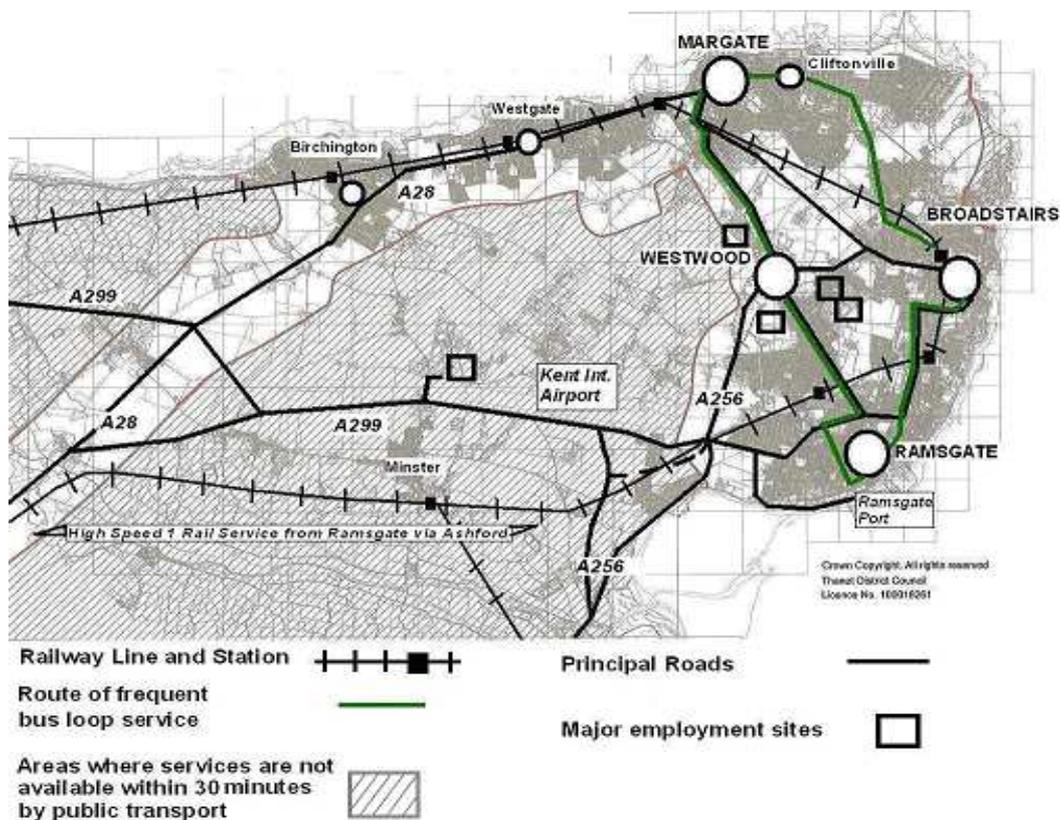 MARGATE
Cliftonville
Westgate
Birchington
A28
BROADSTAIRS
WESTWOOD
A299
Kent Int.
Airport
A256
A28
A299
RAMSGATE
Minster
Ramsgate
Port
High Speed 1 Rail Service from Ramsgate via Ashford
A256
Crown Copyright. All rights reserved
Thanet District Council
Licence No. 100018261
Railway Line and Station
Principal Roads
Route of frequent
bus loop service
Major employment sites
Areas where services are not
available within 30 minutes
by public transport